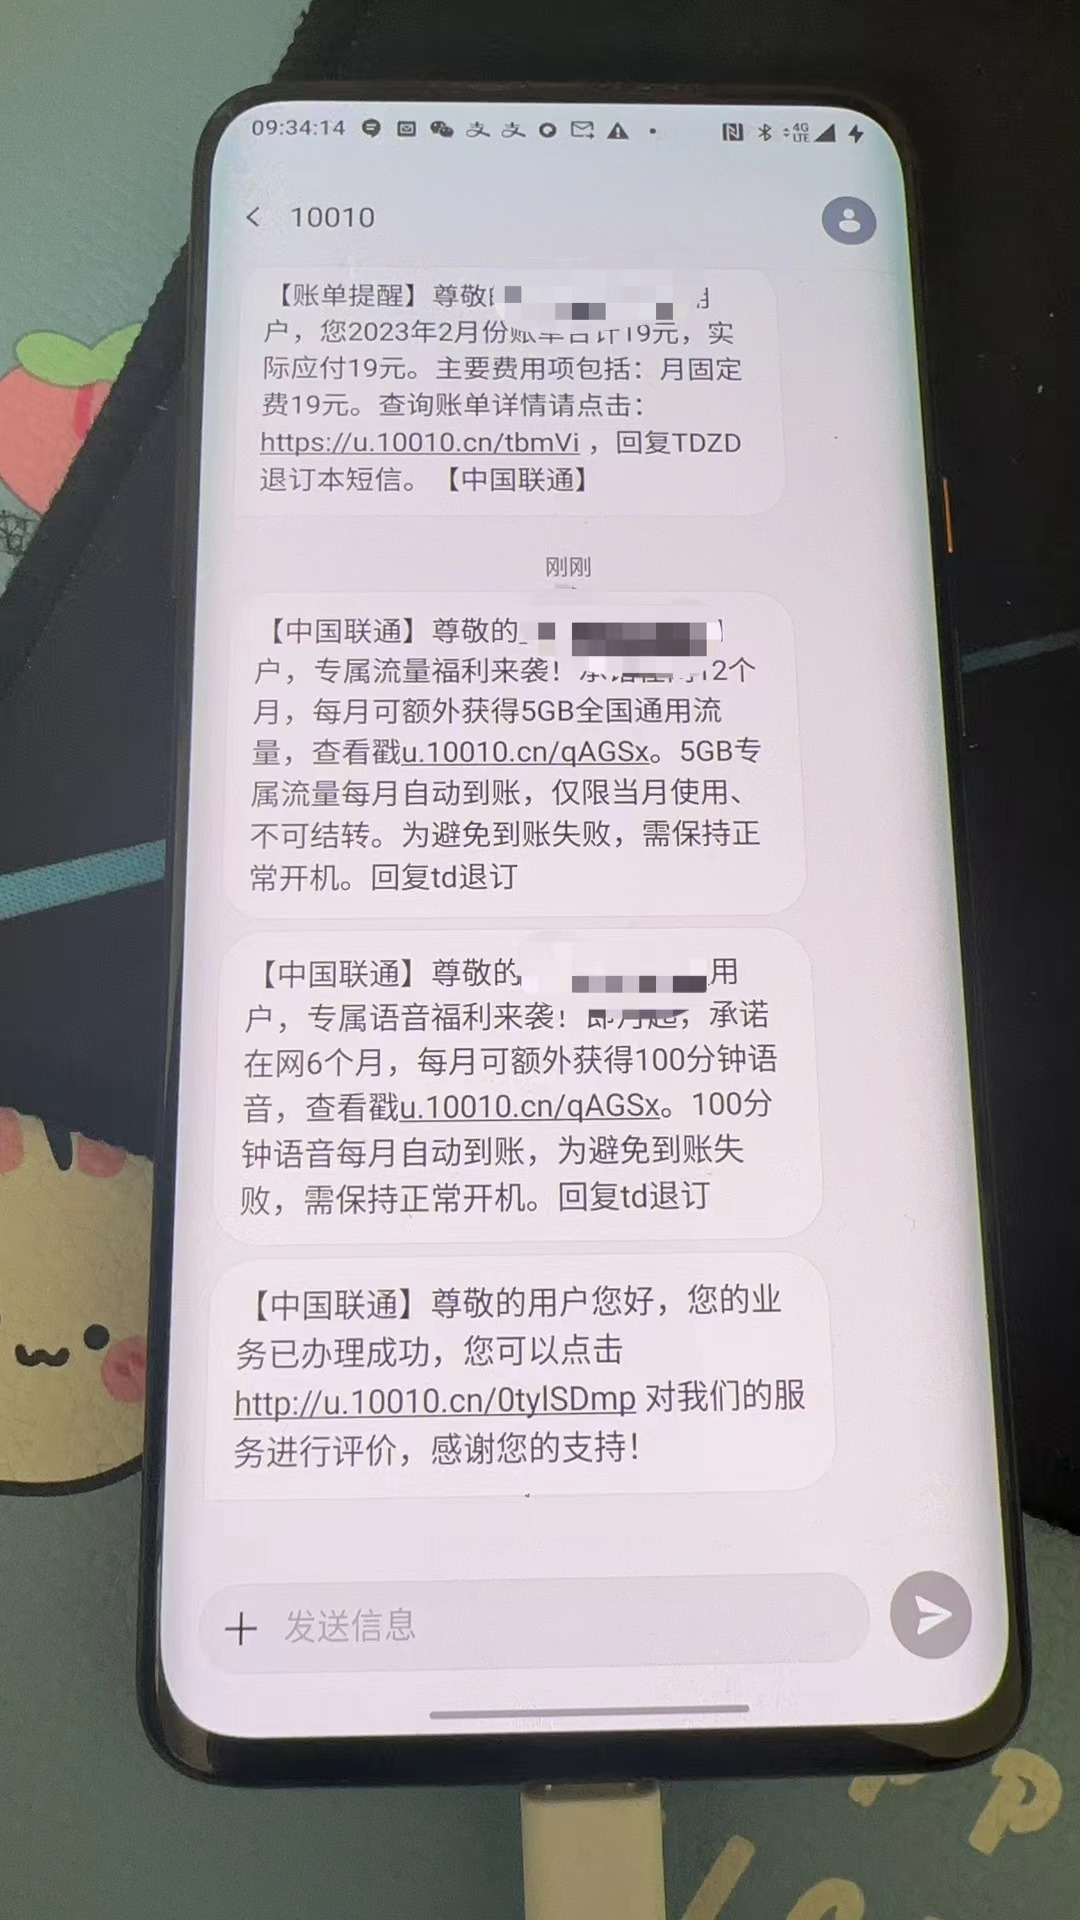 09:34:14
4G
LTE
10010
【账单提醒】尊敬
户，您2023年2月份账单合计19元，实
际应付19元。主要费用项包括：月固定
费19元。查询账单详情请点击：
https://u.10010.cn/tbmVi，回复TDZD
退订本短信。【中国联通】
刚刚
【中国联通】尊敬的
户，专属流量福利来袭！承诺在网12个
月，每月可额外获得5GB全国通用流
量，查看戳u.10010.cn/qAGSx。5GB专
属流量每月自动到账，仅限当月使用、
不可结转。为避免到账失败，需保持正
常开机。回复td退订
【中国联通】尊敬的 用
户，专属语音福利来袭！即月起，承诺
在网6个月，每月可额外获得100分钟语
音，查看戳u.10010.cn/qAGSx。100分
钟语音每月自动到账，为避免到账失
败，需保持正常开机。回复td退订
【中国联通】尊敬的用户您好，您的业
务已办理成功，您可以点击
http://u.10010.cn/0tylSDmp 对我们的服
务进行评价，感谢您的支持！
发送信息